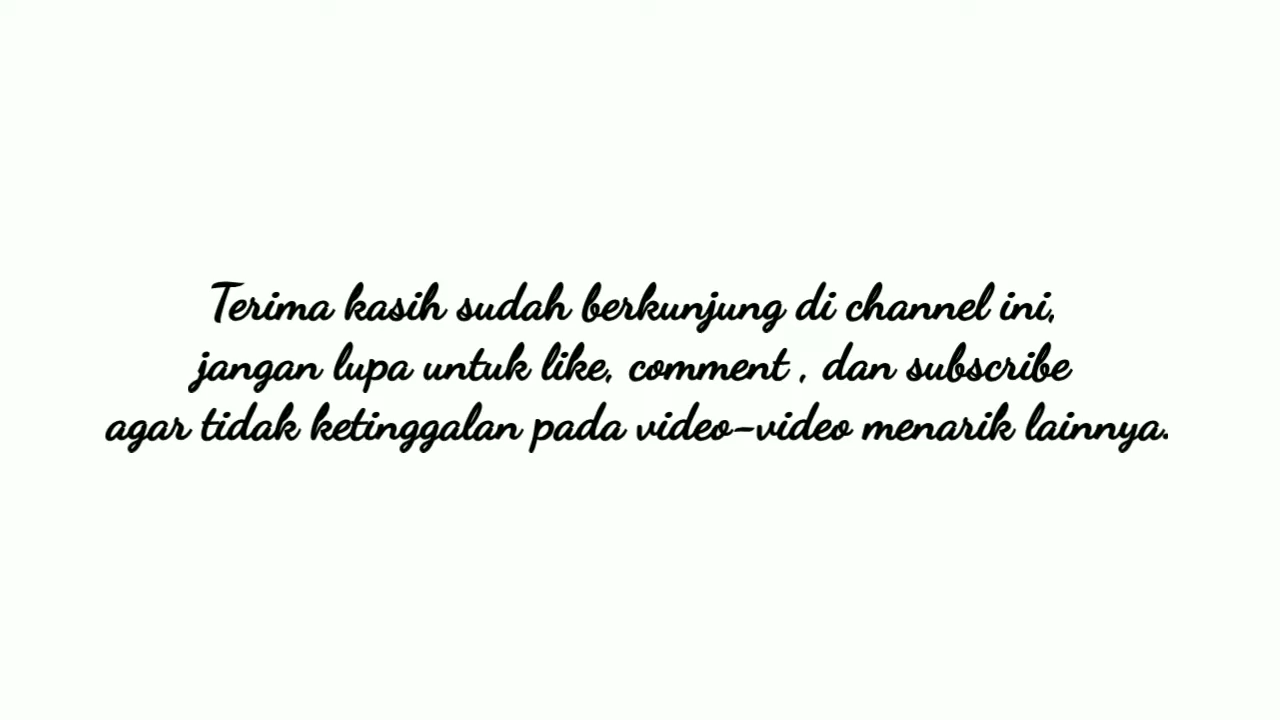 Terima kasih sudah berkunjung di channel ini,
jangan lupa untuk like, comment , dan subscribe
agar tidak ketinggalan pada video-video menarik lainnya.